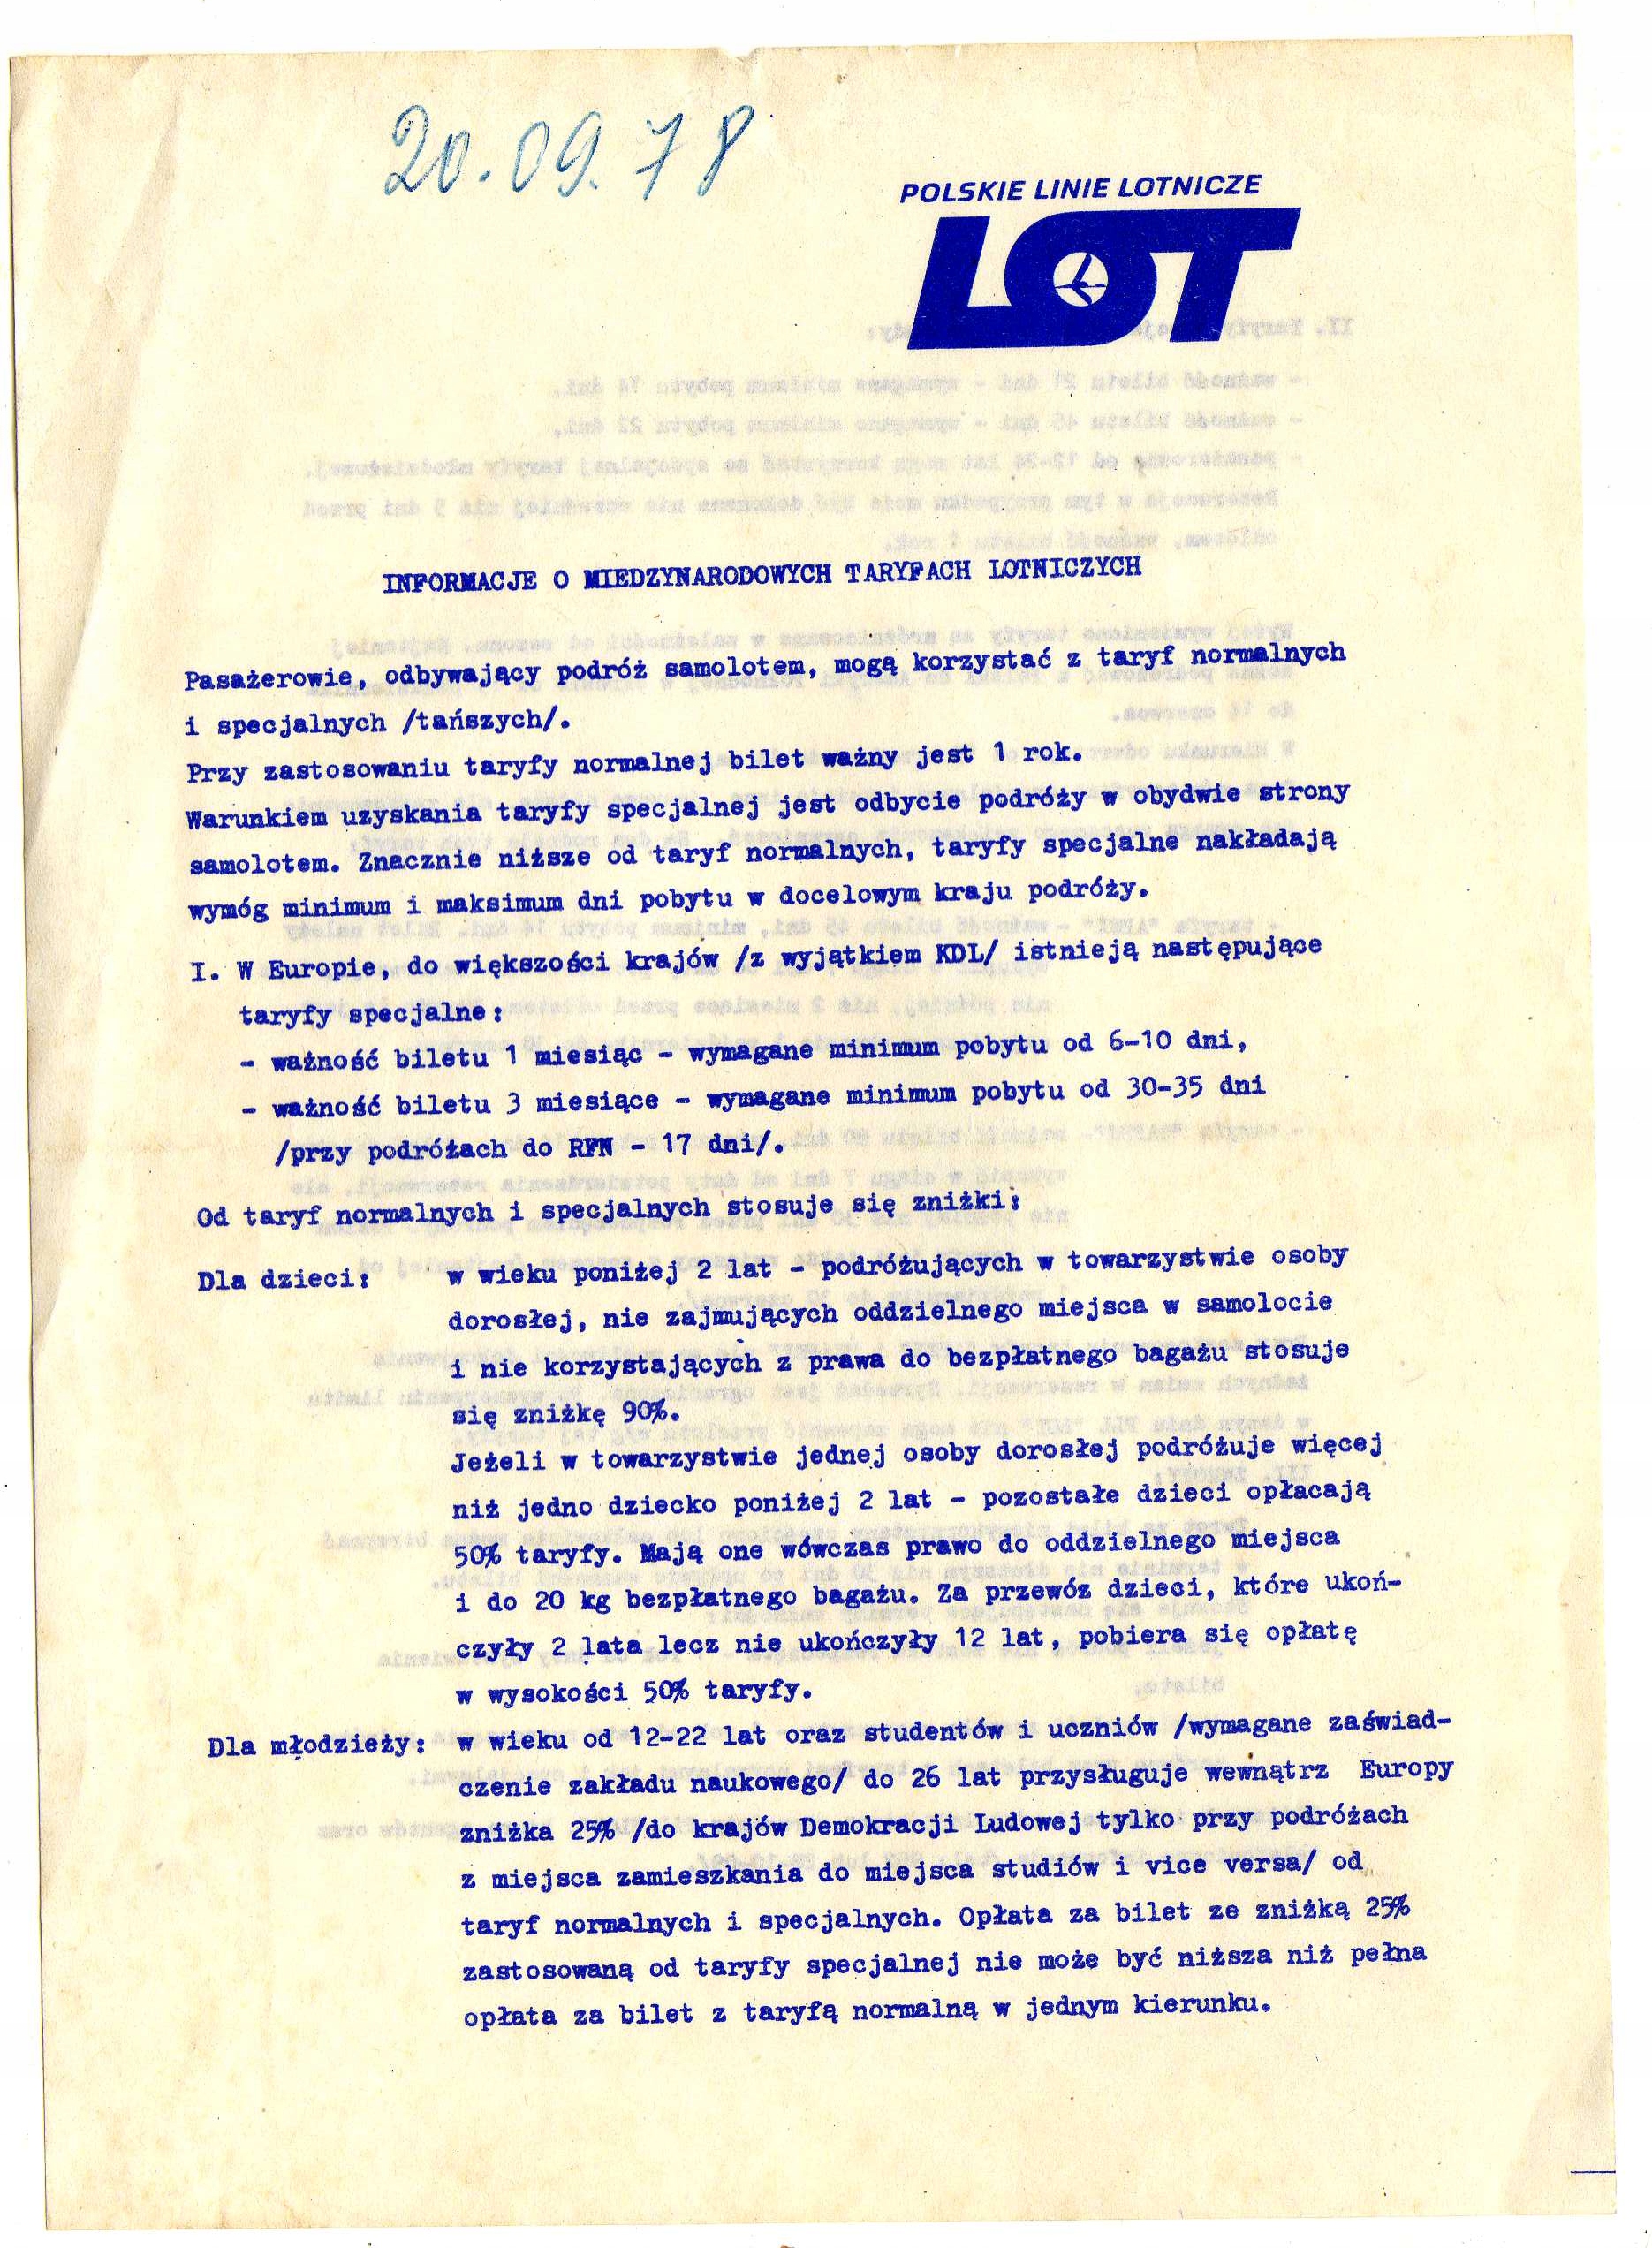 20.09.78
POLSKIE LINIE LOTNICZE
LOT
INFORMACJE O MIEDZYNARODOWYCH TARYFACH LOTNICZYCH
Pasażerowie, odbywający podróż samolotem, mogą korzystać z taryf normalnych
i specjalnych /tańszych/.
Przy zastosowaniu taryfy normalnej bilet ważny jest 1 rok.
Warunkiem uzyskania taryfy specjalnej jest odbycie podróży w obydwie strony
samolotem. Znacznie niższe od taryf normalnych, taryfy specjalne nakładają
wymóg minimum i maksimum dni pobytu w docelowym kraju podróży.
I. W Europie, do większości krajów /z wyjątkiem KDL/ istnieją następujące
taryfy specjalne:
- ważność biletu 1 miesiąc - wymagane minimum pobytu od 6-10 dni,
- ważność biletu 3 miesiące - wymagane minimum pobytu od 30-35 dni
/przy podróżach do RFN - 17 dni/.
Od taryf normalnych i specjalnych stosuje się zniżki:
Dla dzieci: w wieku poniżej 2 lat - podróżujących w towarzystwie osoby
dorosłej, nie zajmujących oddzielnego miejsca w samolocie
i nie korzystających z prawa do bezpłatnego bagażu stosuje
się zniżkę 90%.
Jeżeli w towarzystwie jednej osoby dorosłej podróżuje więcej
niż jedno dziecko poniżej 2 lat - pozostałe dzieci opłacają
50% taryfy. Mają one wówczas prawo do oddzielnego miejsca
i do 20 kg bezpłatnego bagażu. Za przewóz dzieci, które ukoń-
czyły 2 lata lecz nie ukończyły 12 lat, pobiera się opłatę
w wysokości 50% taryfy.
Dla młodzieży: w wieku od 12-22 lat oraz studentów i uczniów /wymagane zaświad-
czenie zakładu naukowego/ do 26 lat przysługuje wewnątrz Europy
zniżka 25% /do krajów Demokracji Ludowej tylko przy podróżach
z miejsca zamieszkania do miejsca studiów i vice versa/ od
taryf normalnych i specjalnych. Opłata za bilet ze zniżką 25%
zastosowaną od taryfy specjalnej nie może być niższa niż pełna
opłata za bilet z taryfą normalną w jednym kierunku.